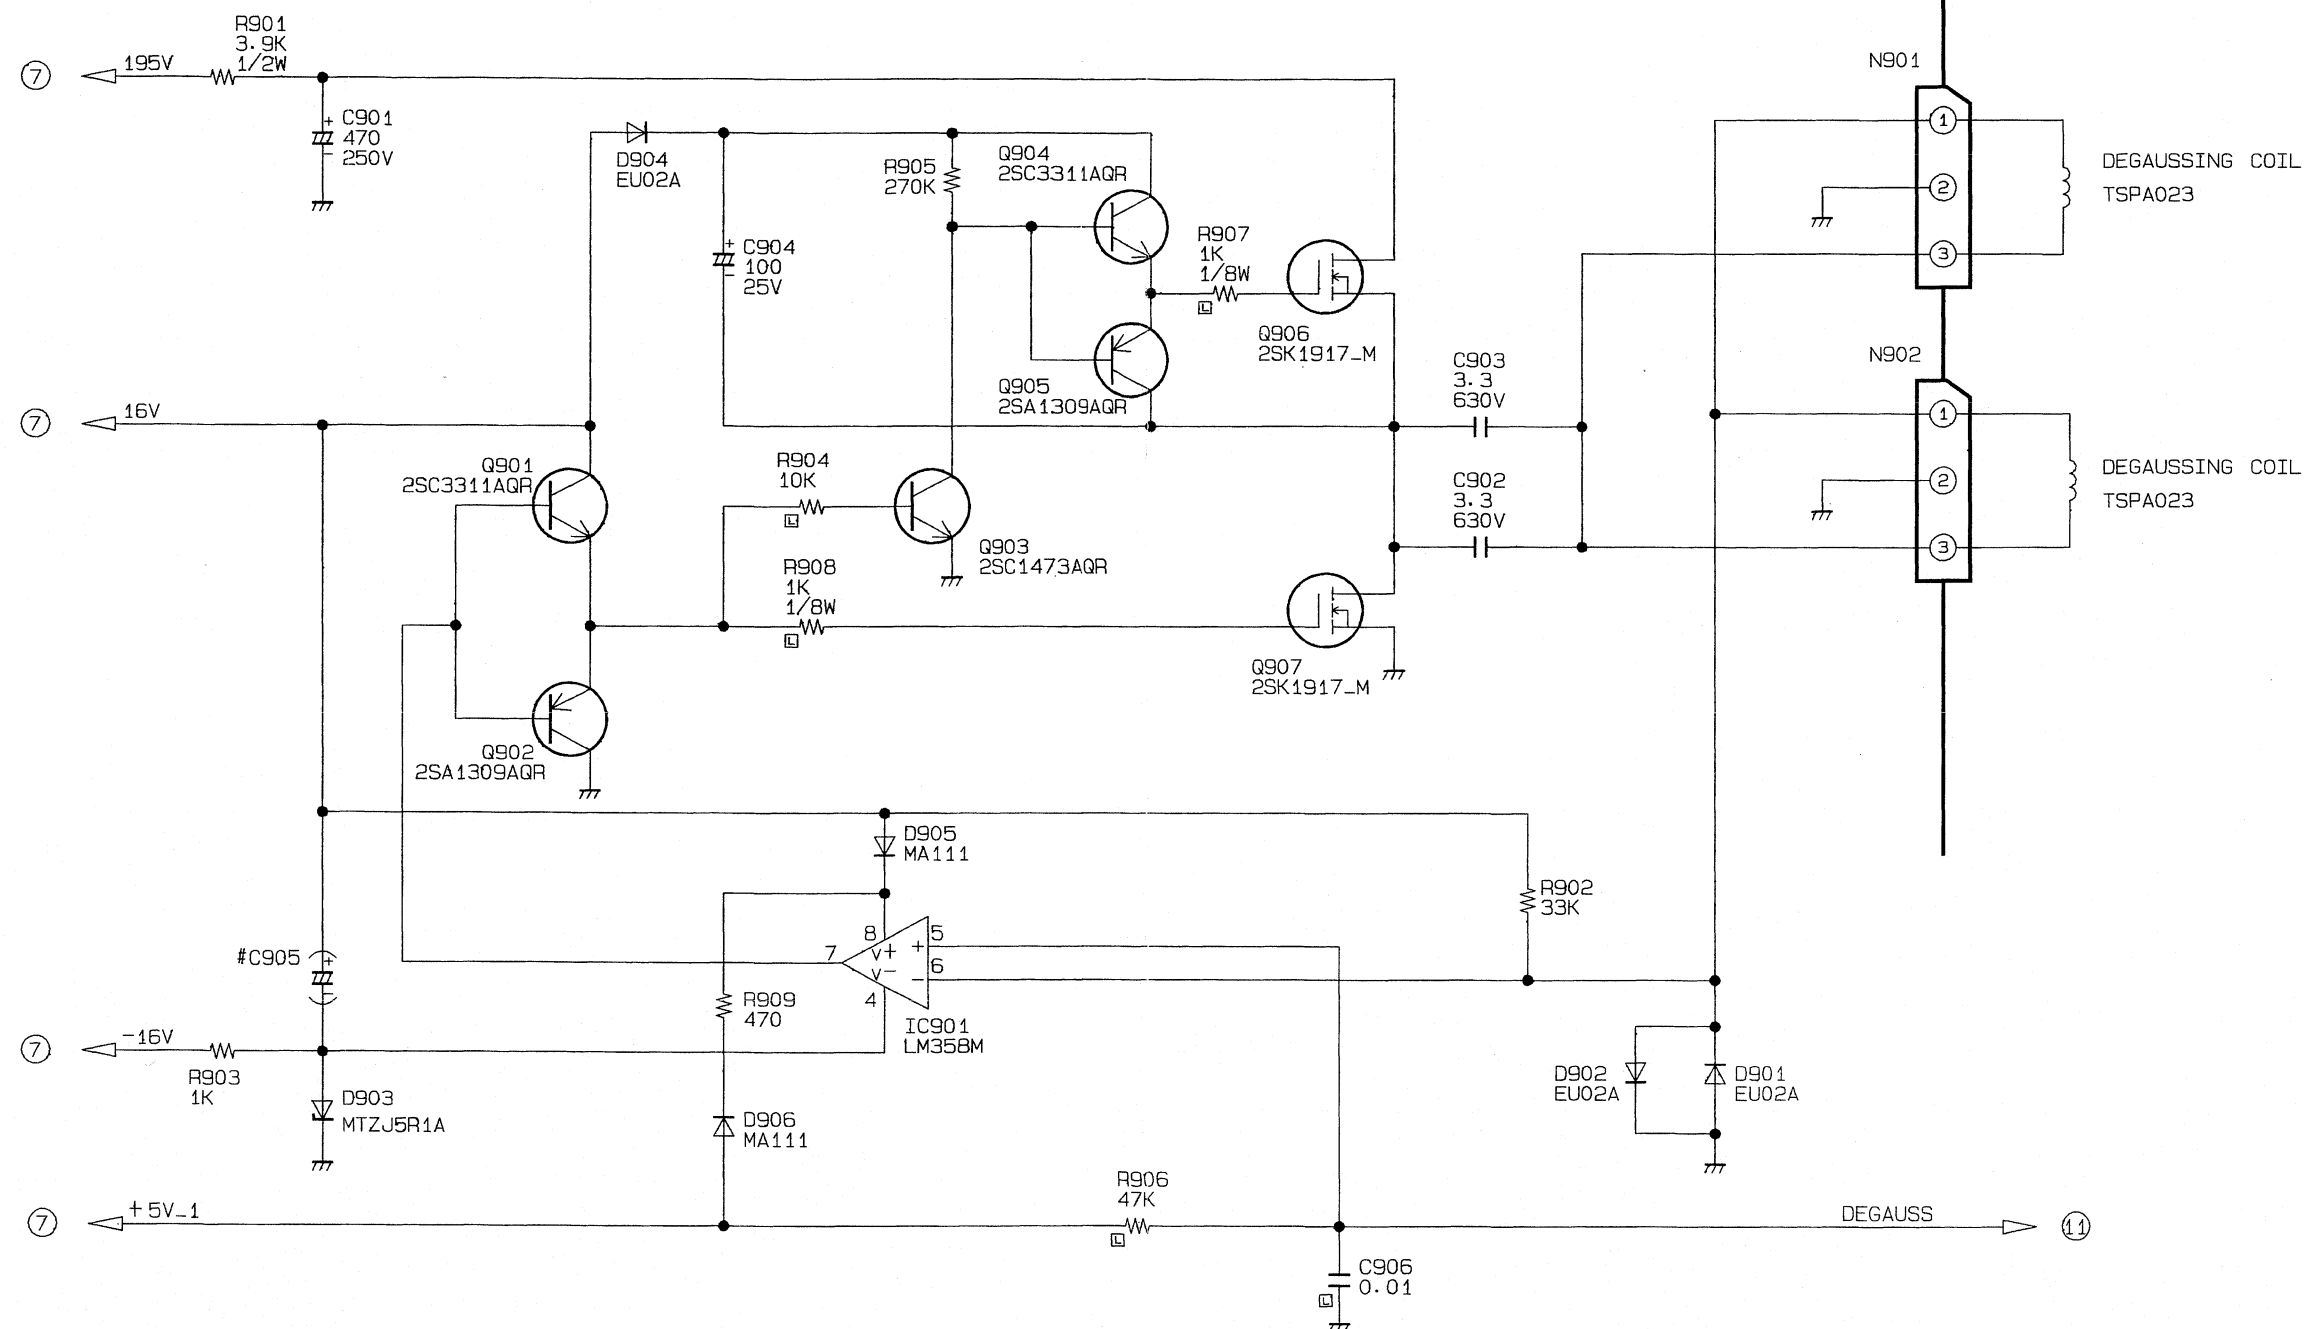 R901
3.9K
1/2W
7
195V
C901
+
470
-
250V
N901
1
2
3
DEGAUSSING COIL
TSPA023
D904
EU02A
R905
270K
Q904
2SC3311AQR
+
C904
100
-
25V
R907
1K
1/8W
L
Q906
2SK1917_M
Q905
2SA1309AQR
C903
3.3
630V
N902
1
2
3
DEGAUSSING COIL
TSPA023
7
16V
Q901
2SC3311AQR
R904
10K
L
C902
3.3
630V
Q903
2SC1473AQR
R908
1K
1/8W
L
Q907
2SK1917_M
Q902
2SA1309AQR
D905
MA111
R902
33K
#C905
+
-
7
8
V+
V-
4
+
5
-
6
IC901
LM358M
R909
470
7
-16V
R903
1K
D903
MTZJ5R1A
D906
MA111
D902
EU02A
D901
EU02A
7
+5V_1
R906
47K
L
DEGAUSS
11
C906
0.01
L